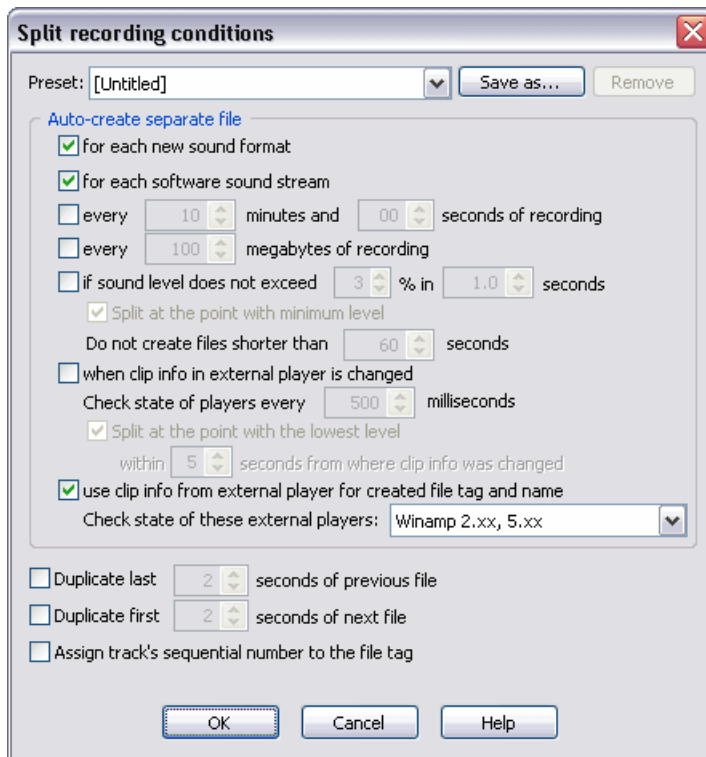 Split recording conditions
Preset: [Untitled] Save as... Remove
Auto-create separate file
for each new sound format
for each software sound stream
every 10 minutes and 00 seconds of recording
every 100 megabytes of recording
if sound level does not exceed 3 % in 1.0 seconds
Split at the point with minimum level
Do not create files shorter than 60 seconds
when clip info in external player is changed
Check state of players every 500 milliseconds
Split at the point with the lowest level
within 5 seconds from where clip info was changed
use clip info from external player for created file tag and name
Check state of these external players: Winamp 2.xx, 5.xx
Duplicate last 2 seconds of previous file
Duplicate first 2 seconds of next file
Assign track's sequential number to the file tag
OK Cancel Help